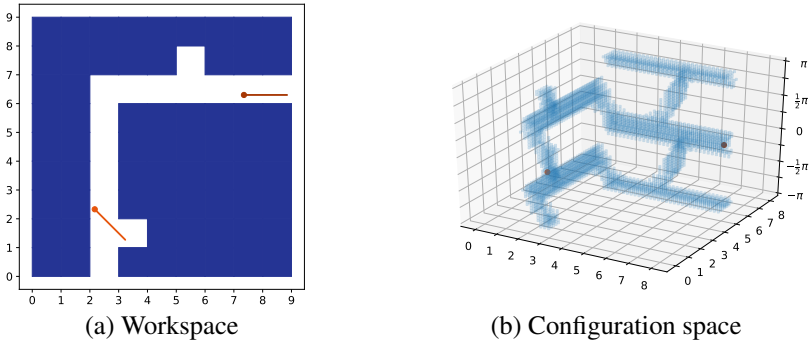 9
8
7
6
5
4
3
2
1
0
0 1 2 3 4 5 6 7 8 9
(a) Workspace
π
½π
0
−½π
−π
0 1 2 3 4 5 6 7 8
0 1 2 3 4 5 6 7 8
(b) Configuration space